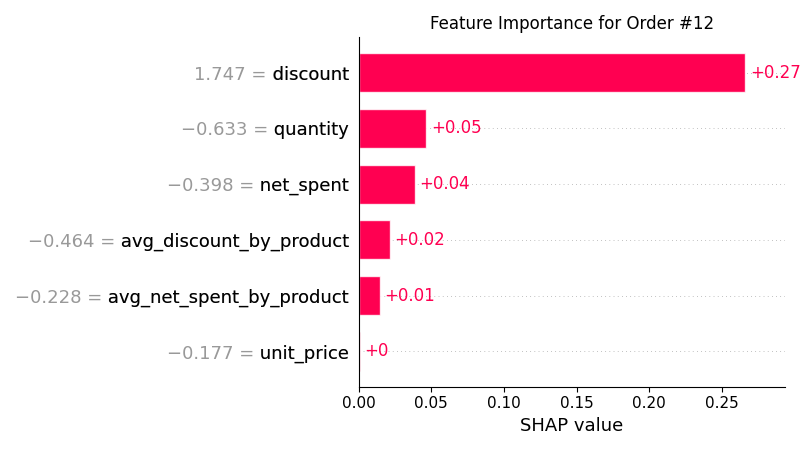 Feature Importance for Order #12
1.747 = discount
+0.27
−0.633 = quantity
+0.05
−0.398 = net_spent
+0.04
−0.464 = avg_discount_by_product
+0.02
−0.228 = avg_net_spent_by_product
+0.01
−0.177 = unit_price
+0
0.00 0.05 0.10 0.15 0.20 0.25
SHAP value